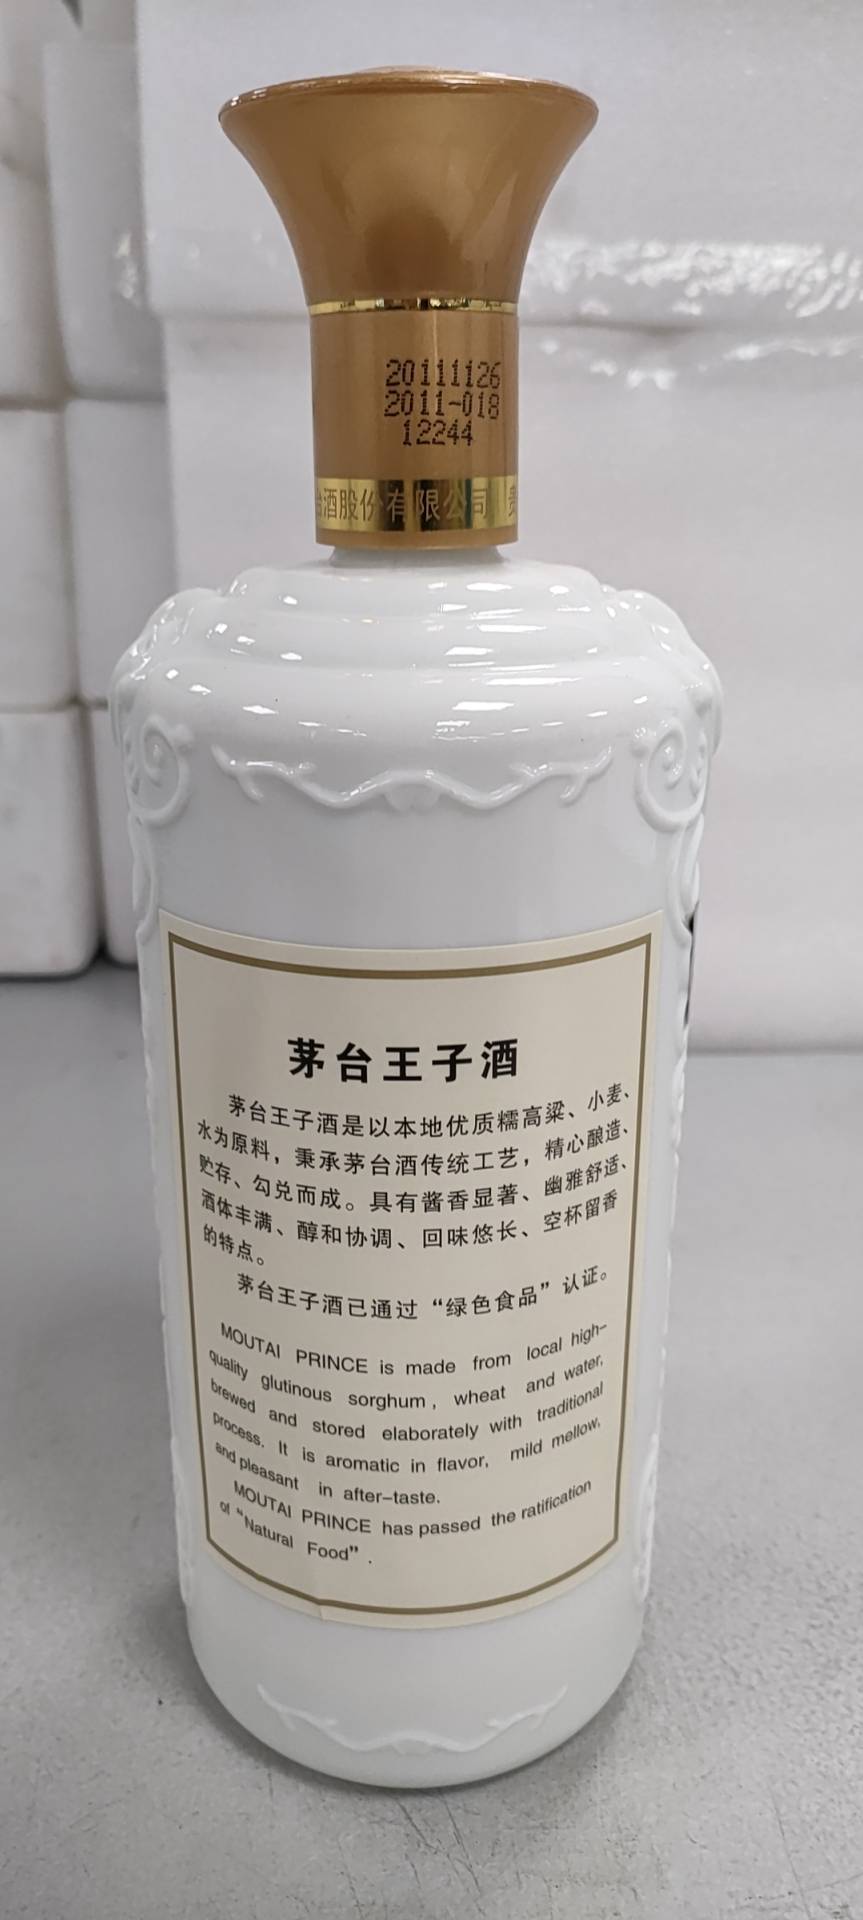 20111126
2011-018
12244
台酒股份有限公司 贵
茅台王子酒
茅台王子酒是以本地优质糯高粱、小麦、
水为原料，秉承茅台酒传统工艺，精心酿造、
贮存、勾兑而成。具有酱香显著、幽雅舒适、
酒体丰满、醇和协调、回味悠长、空杯留香
的特点。
茅台王子酒已通过“绿色食品”认证。
MOUTAI PRINCE is made from local high-
quality glutinous sorghum, wheat and water,
brewed and stored elaborately with traditional
process. It is aromatic in flavor, mild mellow,
and pleasant in after-taste.
MOUTAI PRINCE has passed the ratification
of “Natural Food”.